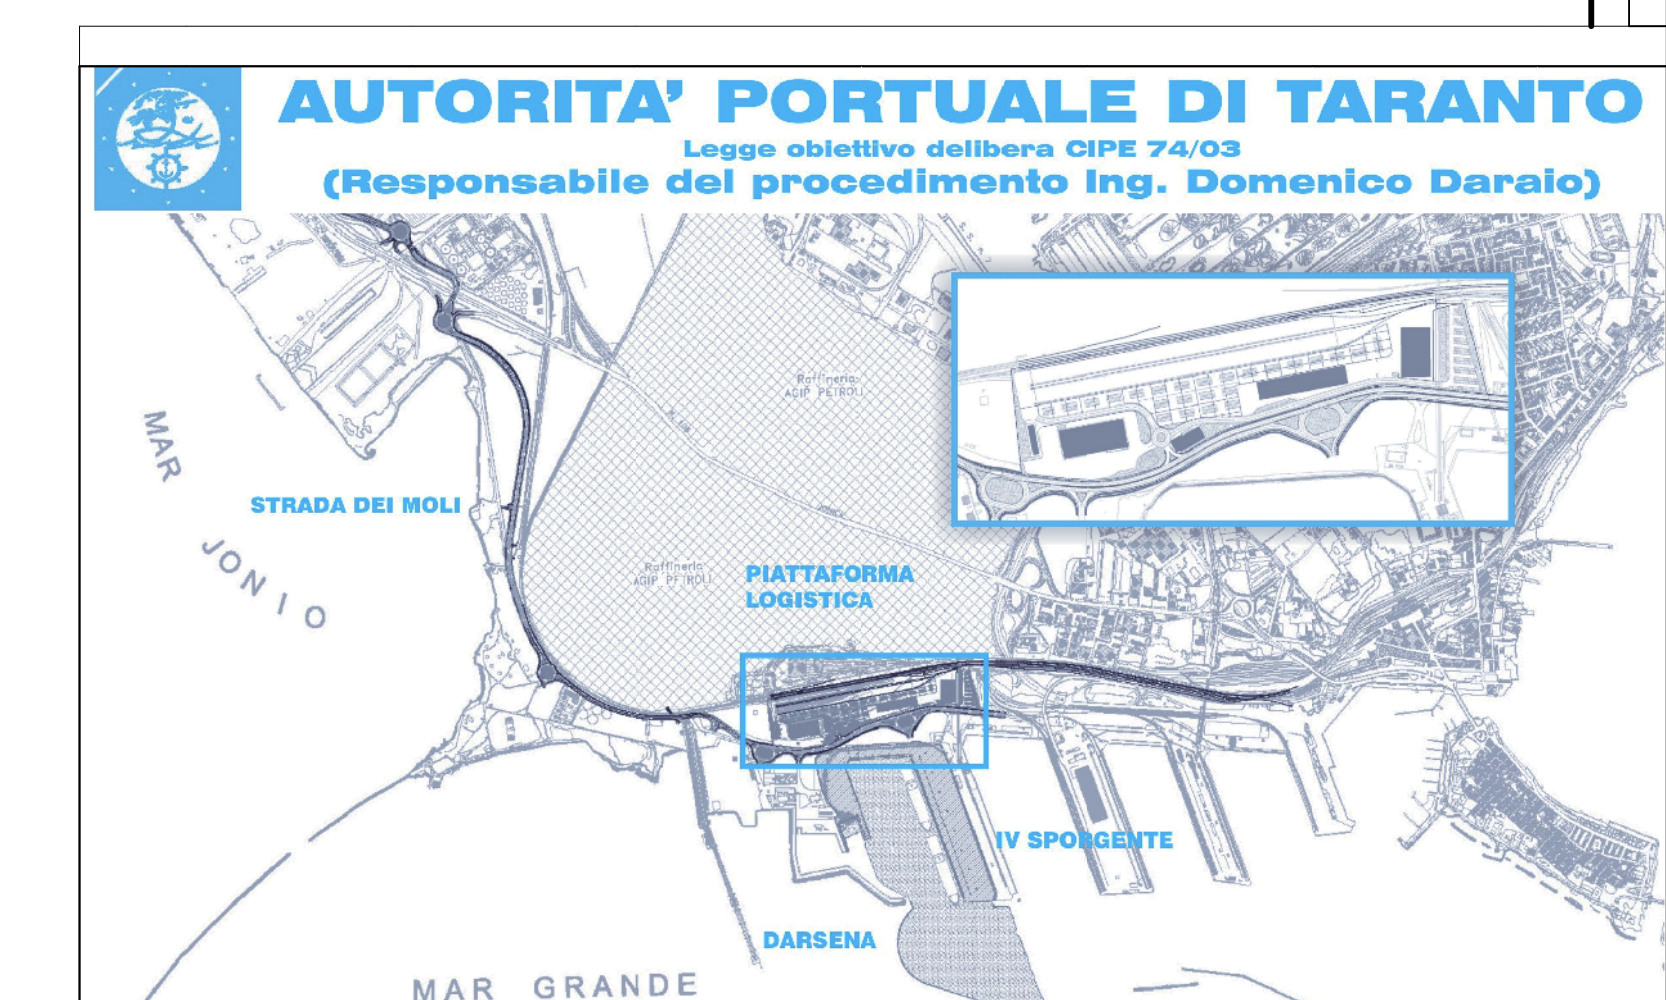 AUTORITA' PORTUALE DI TARANTO
Legge obiettivo delibera CIPE 74/03
(Responsabile del procedimento Ing. Domenico Daraio)
Raffineria
AGIP PETROLI
MAR
JONIO
STRADA DEI MOLI
Raffineria
AGIP PETROLI
PIATTAFORMA
LOGISTICA
IV SPORGENTE
DARSENA
MAR GRANDE